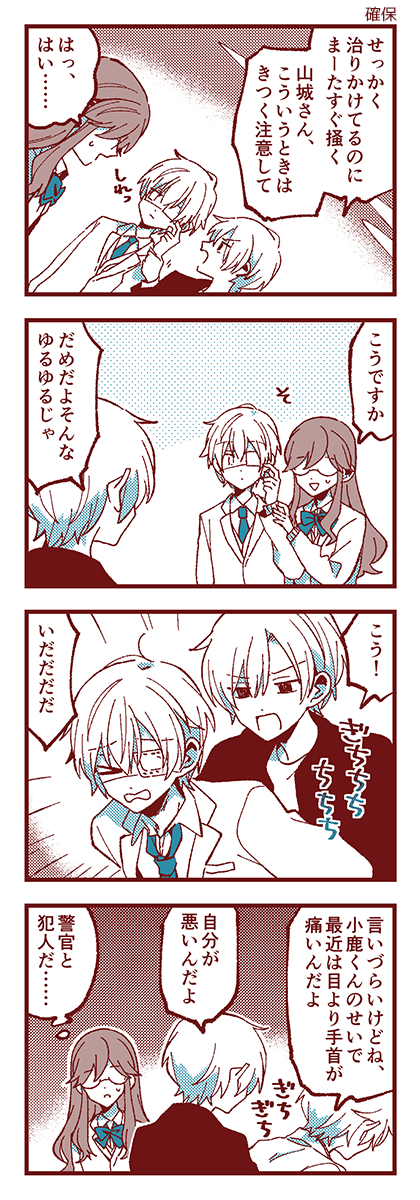 確保
せっかく
治りかけてるのに
まーたすぐ掻く
山城さん、
こういうときは
きつく注意して
しれっ
はっ、
はい……
こうですか
そ
だめだよそんな
ゆるゆるじゃ
こう！
ぎちちち
ちちち
いだだだだ
言いづらいけどね、
小鹿くんのせいで
最近は目より手首が
痛いんだよ
自分が
悪いんだよ
ぎち
ぎち
警官と
犯人だ……